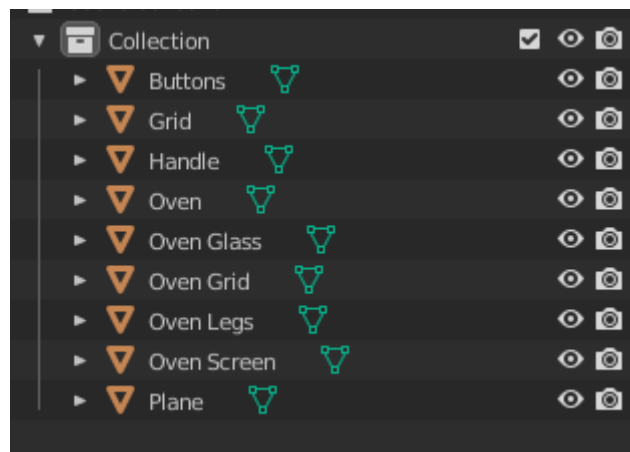 Collection
Buttons
Grid
Handle
Oven
Oven Glass
Oven Grid
Oven Legs
Oven Screen
Plane